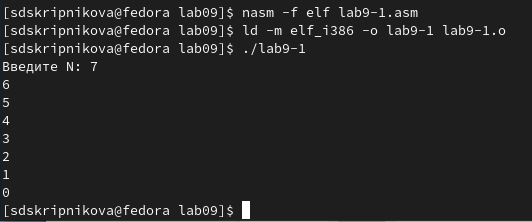 [sdskripnikova@fedora lab09]$ nasm -f elf lab9-1.asm
[sdskripnikova@fedora lab09]$ ld -m elf_i386 -o lab9-1 lab9-1.o
[sdskripnikova@fedora lab09]$ ./lab9-1
Введите N: 7
6
5
4
3
2
1
0
[sdskripnikova@fedora lab09]$